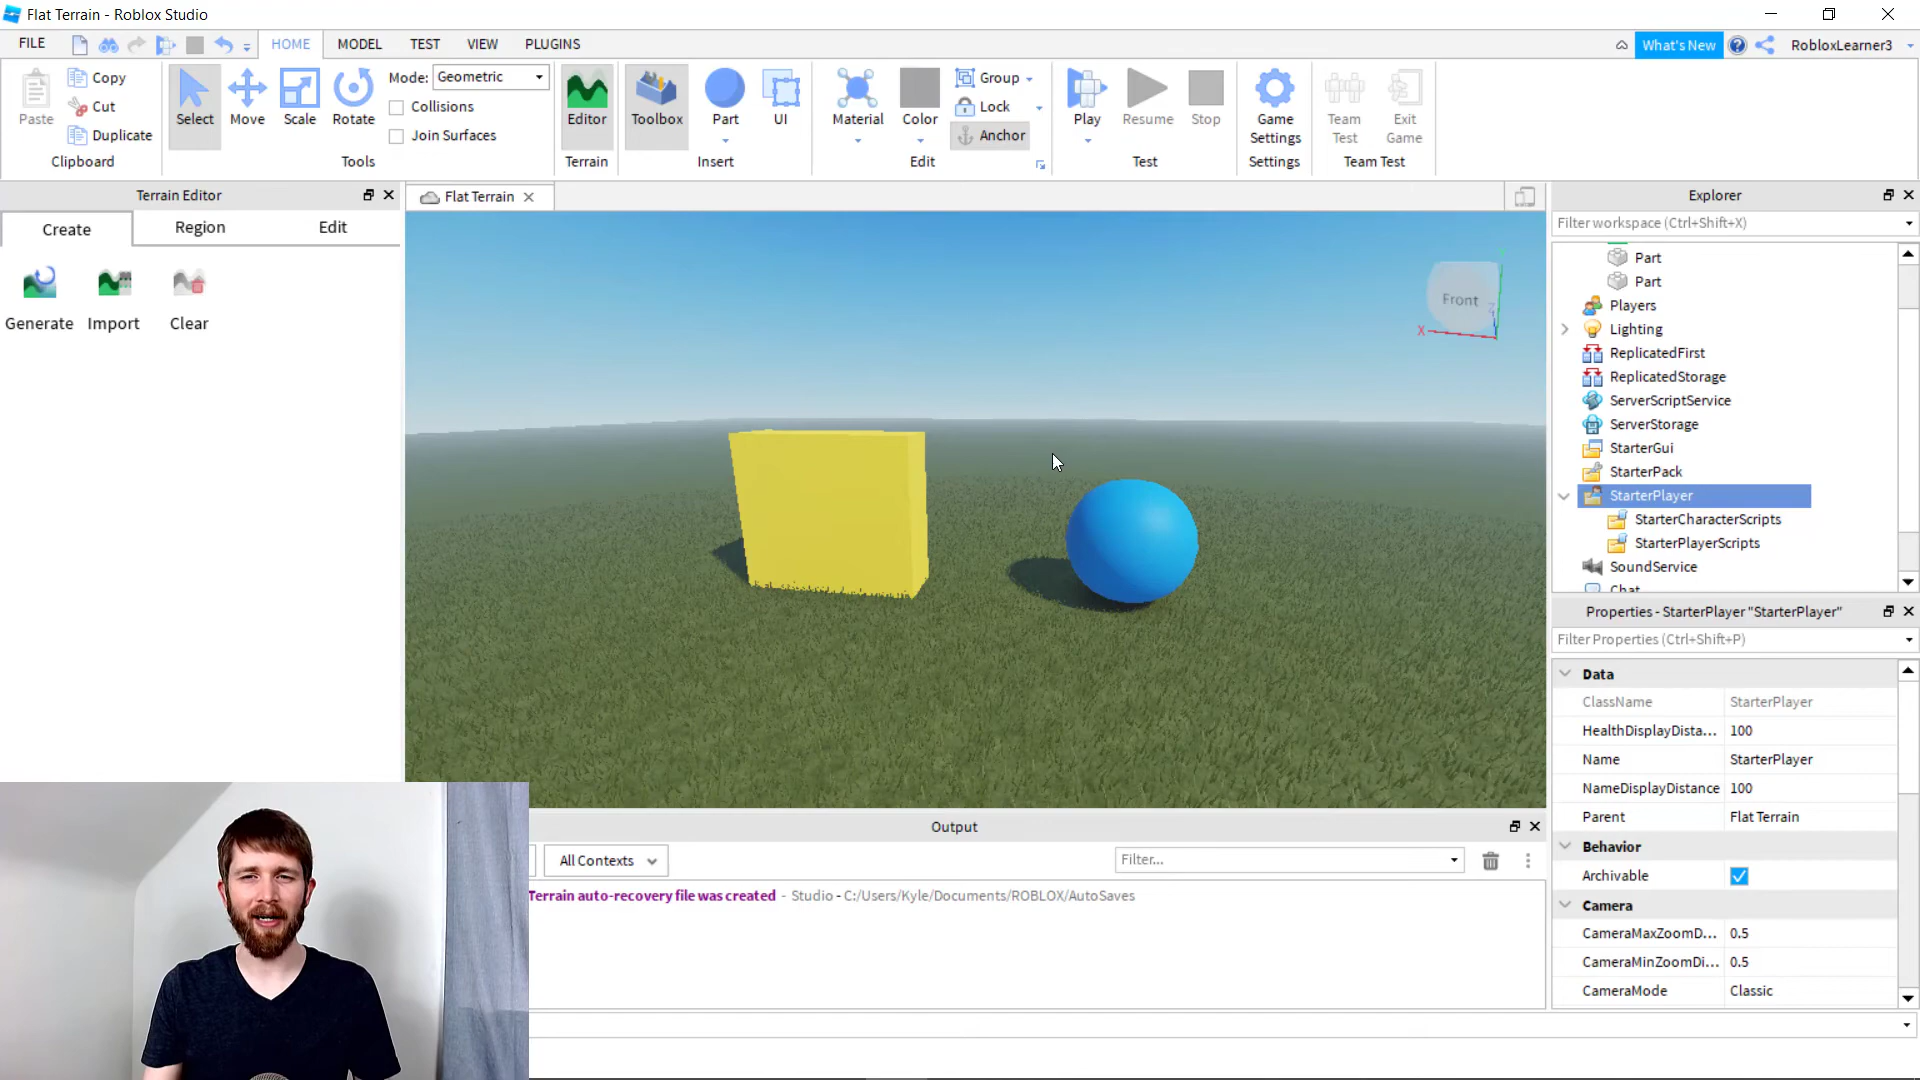 Flat Terrain - Roblox Studio
FILE
HOME
MODEL
TEST
VIEW
PLUGINS
What's New
RobloxLearner3
Paste
Copy
Cut
Duplicate
Clipboard
Select
Move
Scale
Rotate
Mode: Geometric
Collisions
Join Surfaces
Tools
Editor
Terrain
Toolbox
Part
UI
Insert
Material
Color
Group
Lock
Anchor
Edit
Play
Resume
Stop
Test
Game
Settings
Settings
Team
Test
Exit
Game
Team Test
Terrain Editor
Create
Region
Edit
Generate
Import
Clear
Flat Terrain
Front
X
Z
Explorer
Filter workspace (Ctrl+Shift+X)
Part
Part
Players
Lighting
ReplicatedFirst
ReplicatedStorage
ServerScriptService
ServerStorage
StarterGui
StarterPack
StarterPlayer
StarterCharacterScripts
StarterPlayerScripts
SoundService
Chat
Properties - StarterPlayer "StarterPlayer"
Filter Properties (Ctrl+Shift+P)
Data
ClassName StarterPlayer
HealthDisplayDista... 100
Name StarterPlayer
NameDisplayDistance 100
Parent Flat Terrain
Behavior
Archivable
Camera
CameraMaxZoomD... 0.5
CameraMinZoomDi... 0.5
CameraMode Classic
Output
All Contexts
Filter...
Terrain auto-recovery file was created - Studio - C:/Users/Kyle/Documents/ROBLOX/AutoSaves